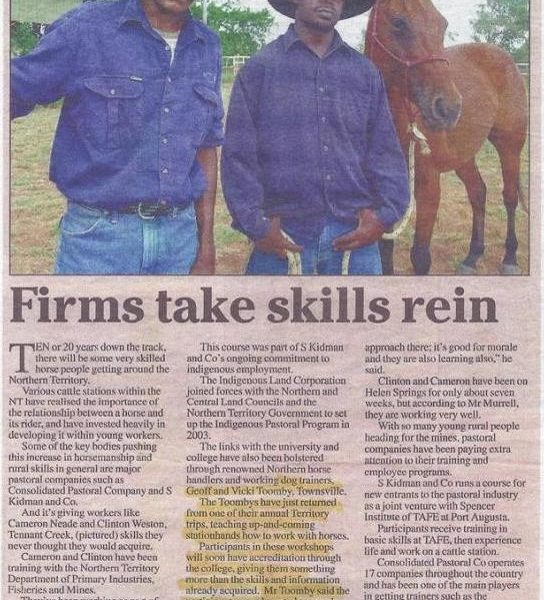 Firms take skills rein
TEN or 20 years down the track,
there will be some very skilled
horse people getting around the
Northern Territory.
Various cattle stations within the
NT have realised the importance of
the relationship between a horse and
its rider, and have invested heavily in
developing it within young workers.
Some of the key bodies pushing
this increase in horsemanship and
rural skills in general are major
pastoral companies such as
Consolidated Pastoral Company and S
Kidman and Co.
And it's giving workers like
Cameron Neade and Clinton Weston,
Tennant Creek, (pictured) skills they
never thought they would acquire.
Cameron and Clinton have been
training with the Northern Territory
Department of Primary Industries,
Fisheries and Mines.
This course was part of S Kidman
and Co's ongoing commitment to
indigenous employment.
The Indigenous Land Corporation
joined forces with the Northern and
Central Land Councils and the
Northern Territory Government to set
up the Indigenous Pastoral Program in
2003.
The links with the university and
college have also been bolstered
through renowned Northern horse
handlers and working dog trainers,
Geoff and Vicki Toomby, Townsville.
The Toombys have just returned
from one of their annual Territory
trips, teaching up-and-coming
stationhands how to work with horses.
Participants in these workshops
will soon have accreditation through
the college, giving them something
more than the skills and information
already acquired. Mr Toomby said the
approach there; it's good for morale
and they are also learning also," he
said.
Clinton and Cameron have been on
Helen Springs for only about seven
weeks, but according to Mr Murrell,
they are working very well.
With so many young rural people
heading for the mines, pastoral
companies have been paying extra
attention to their training and
employee programs.
S Kidman and Co runs a course for
new entrants to the pastoral industry
as a joint venture with Spencer
Institute of TAFE at Port Augusta.
Participants receive training in
basic skills at TAFE, then experience
life and work on a cattle station.
Consolidated Pastoral Co operates
17 companies throughout the country
and has been one of the main players
in getting trainers such as the